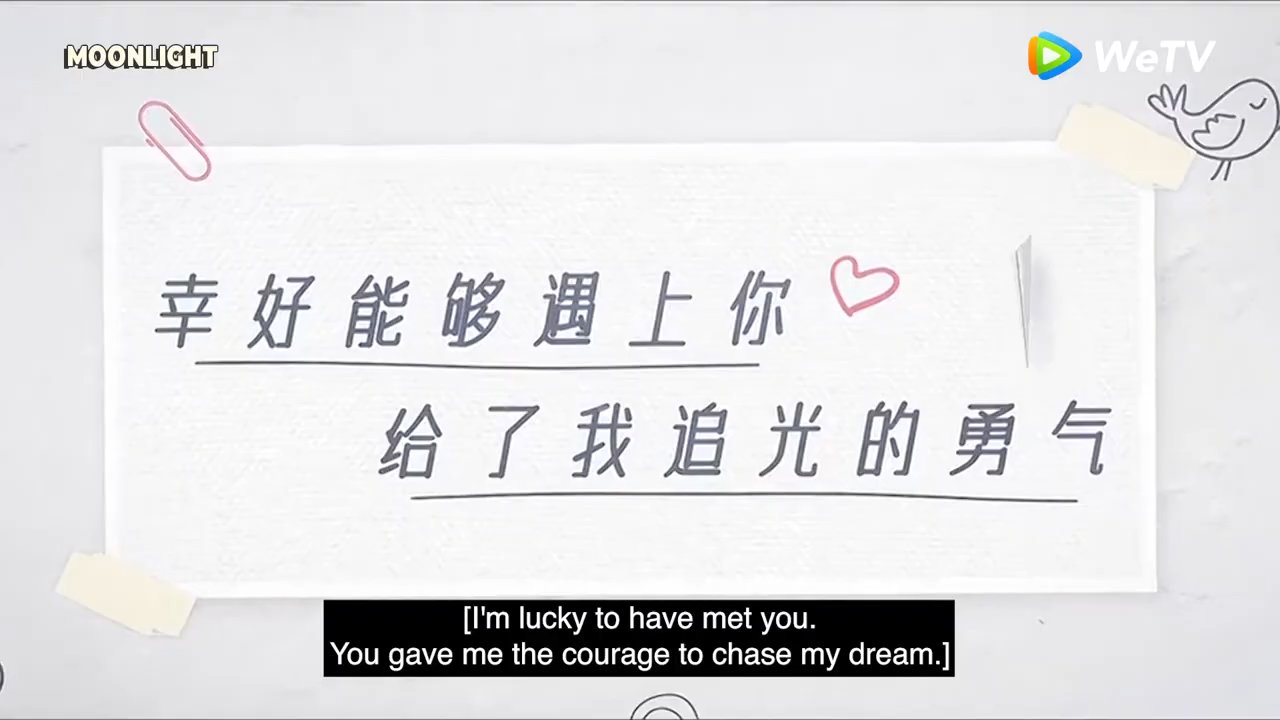 MOONLIGHT
WeTV
幸好能够遇上你
给了我追光的勇气
[I'm lucky to have met you.
You gave me the courage to chase my dream.]